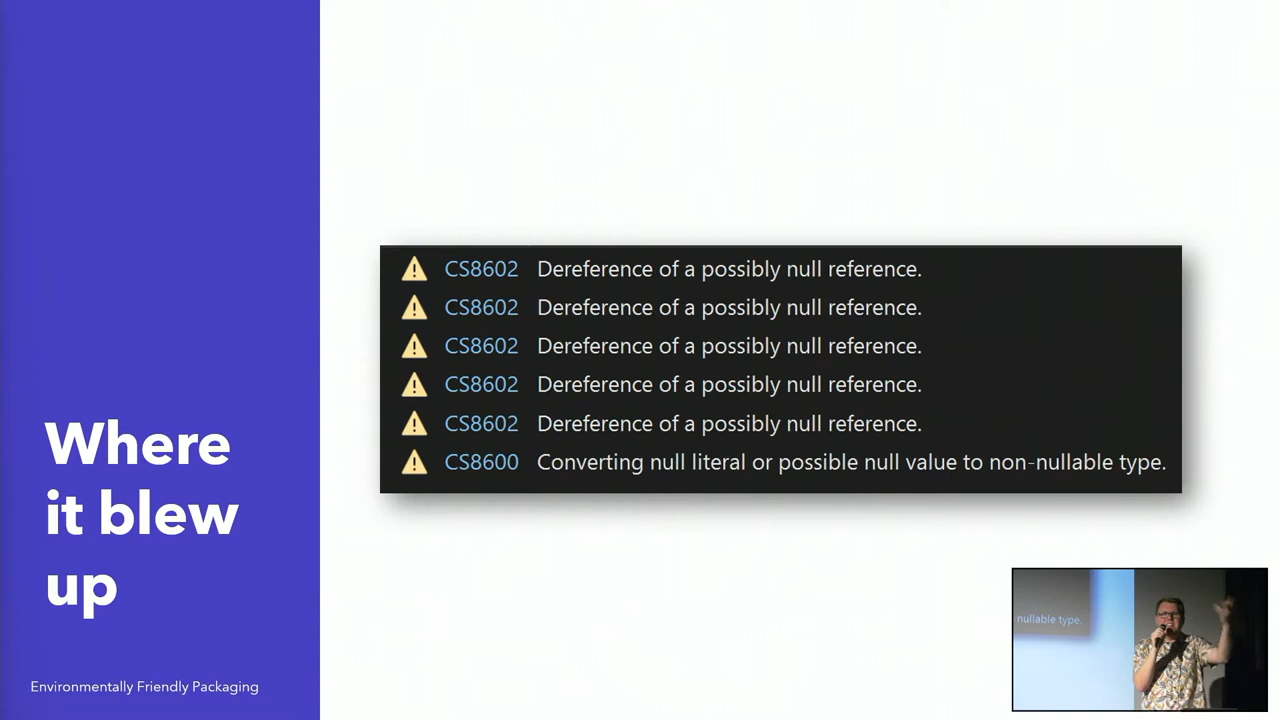 Where
it blew
up
Environmentally Friendly Packaging
CS8602 Dereference of a possibly null reference.
CS8602 Dereference of a possibly null reference.
CS8602 Dereference of a possibly null reference.
CS8602 Dereference of a possibly null reference.
CS8602 Dereference of a possibly null reference.
CS8600 Converting null literal or possible null value to non-nullable type.
nullable type.